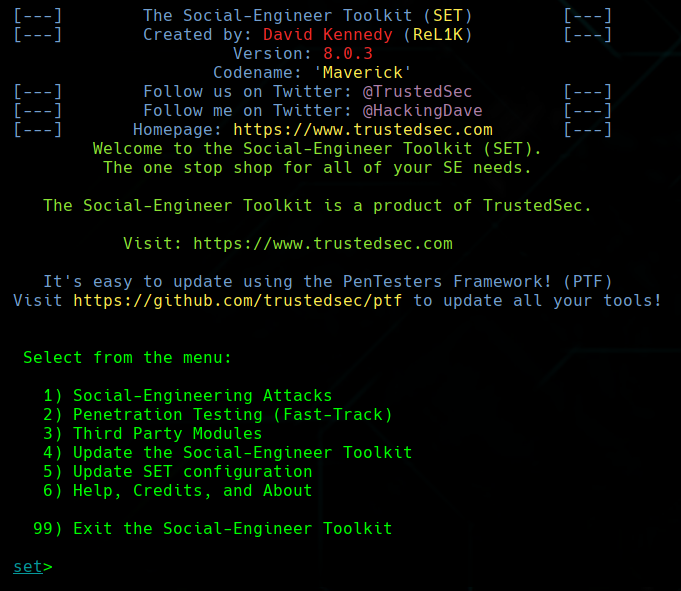 [---]        The Social-Engineer Toolkit (SET)         [---]
[---]        Created by: David Kennedy (ReL1K)         [---]
                      Version: 8.0.3
                    Codename: 'Maverick'
[---]        Follow us on Twitter: @TrustedSec         [---]
[---]        Follow me on Twitter: @HackingDave        [---]
[---]       Homepage: https://www.trustedsec.com       [---]
        Welcome to the Social-Engineer Toolkit (SET).
         The one stop shop for all of your SE needs.

   The Social-Engineer Toolkit is a product of TrustedSec.

           Visit: https://www.trustedsec.com

   It's easy to update using the PenTesters Framework! (PTF)
Visit https://github.com/trustedsec/ptf to update all your tools!

 Select from the menu:

   1) Social-Engineering Attacks
   2) Penetration Testing (Fast-Track)
   3) Third Party Modules
   4) Update the Social-Engineer Toolkit
   5) Update SET configuration
   6) Help, Credits, and About

  99) Exit the Social-Engineer Toolkit

set>